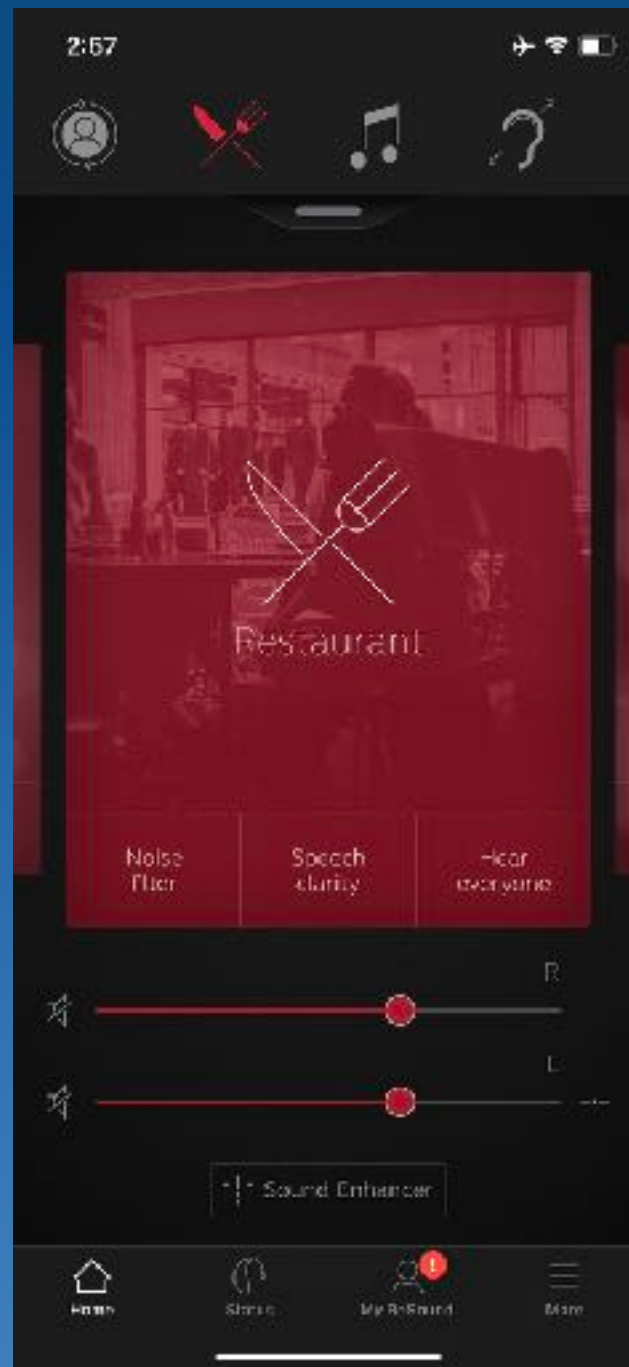 2:57
Restaurant
Noise
filter
Speech
clarity
Hear
everyone
R
L
Sound Enhancer
Home
Status
My ReSound
!
More